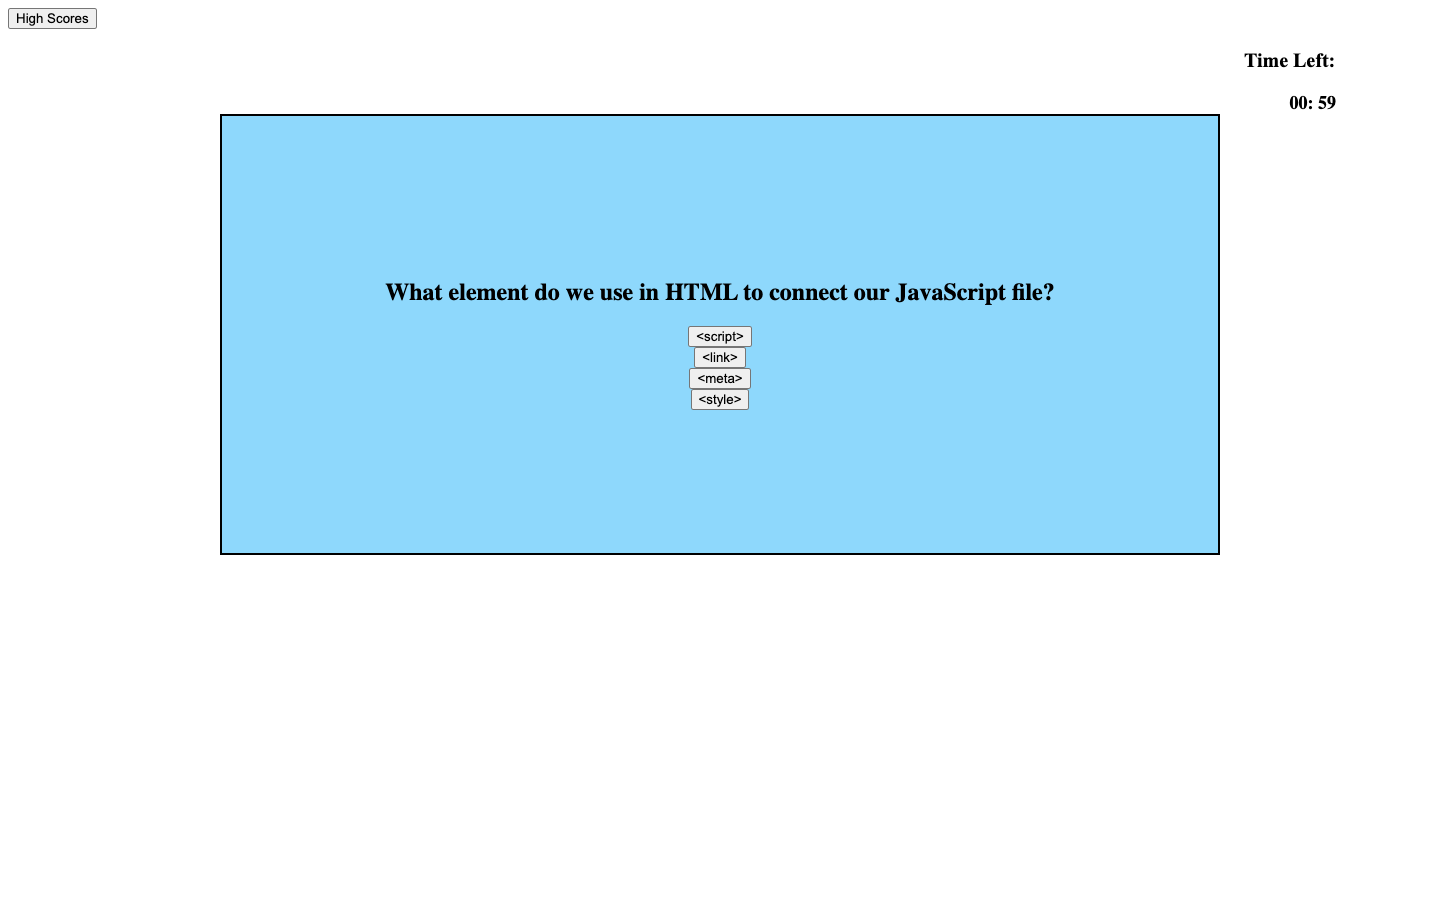 High Scores
Time Left:
00: 59
What element do we use in HTML to connect our JavaScript file?
<script>
<link>
<meta>
<style>